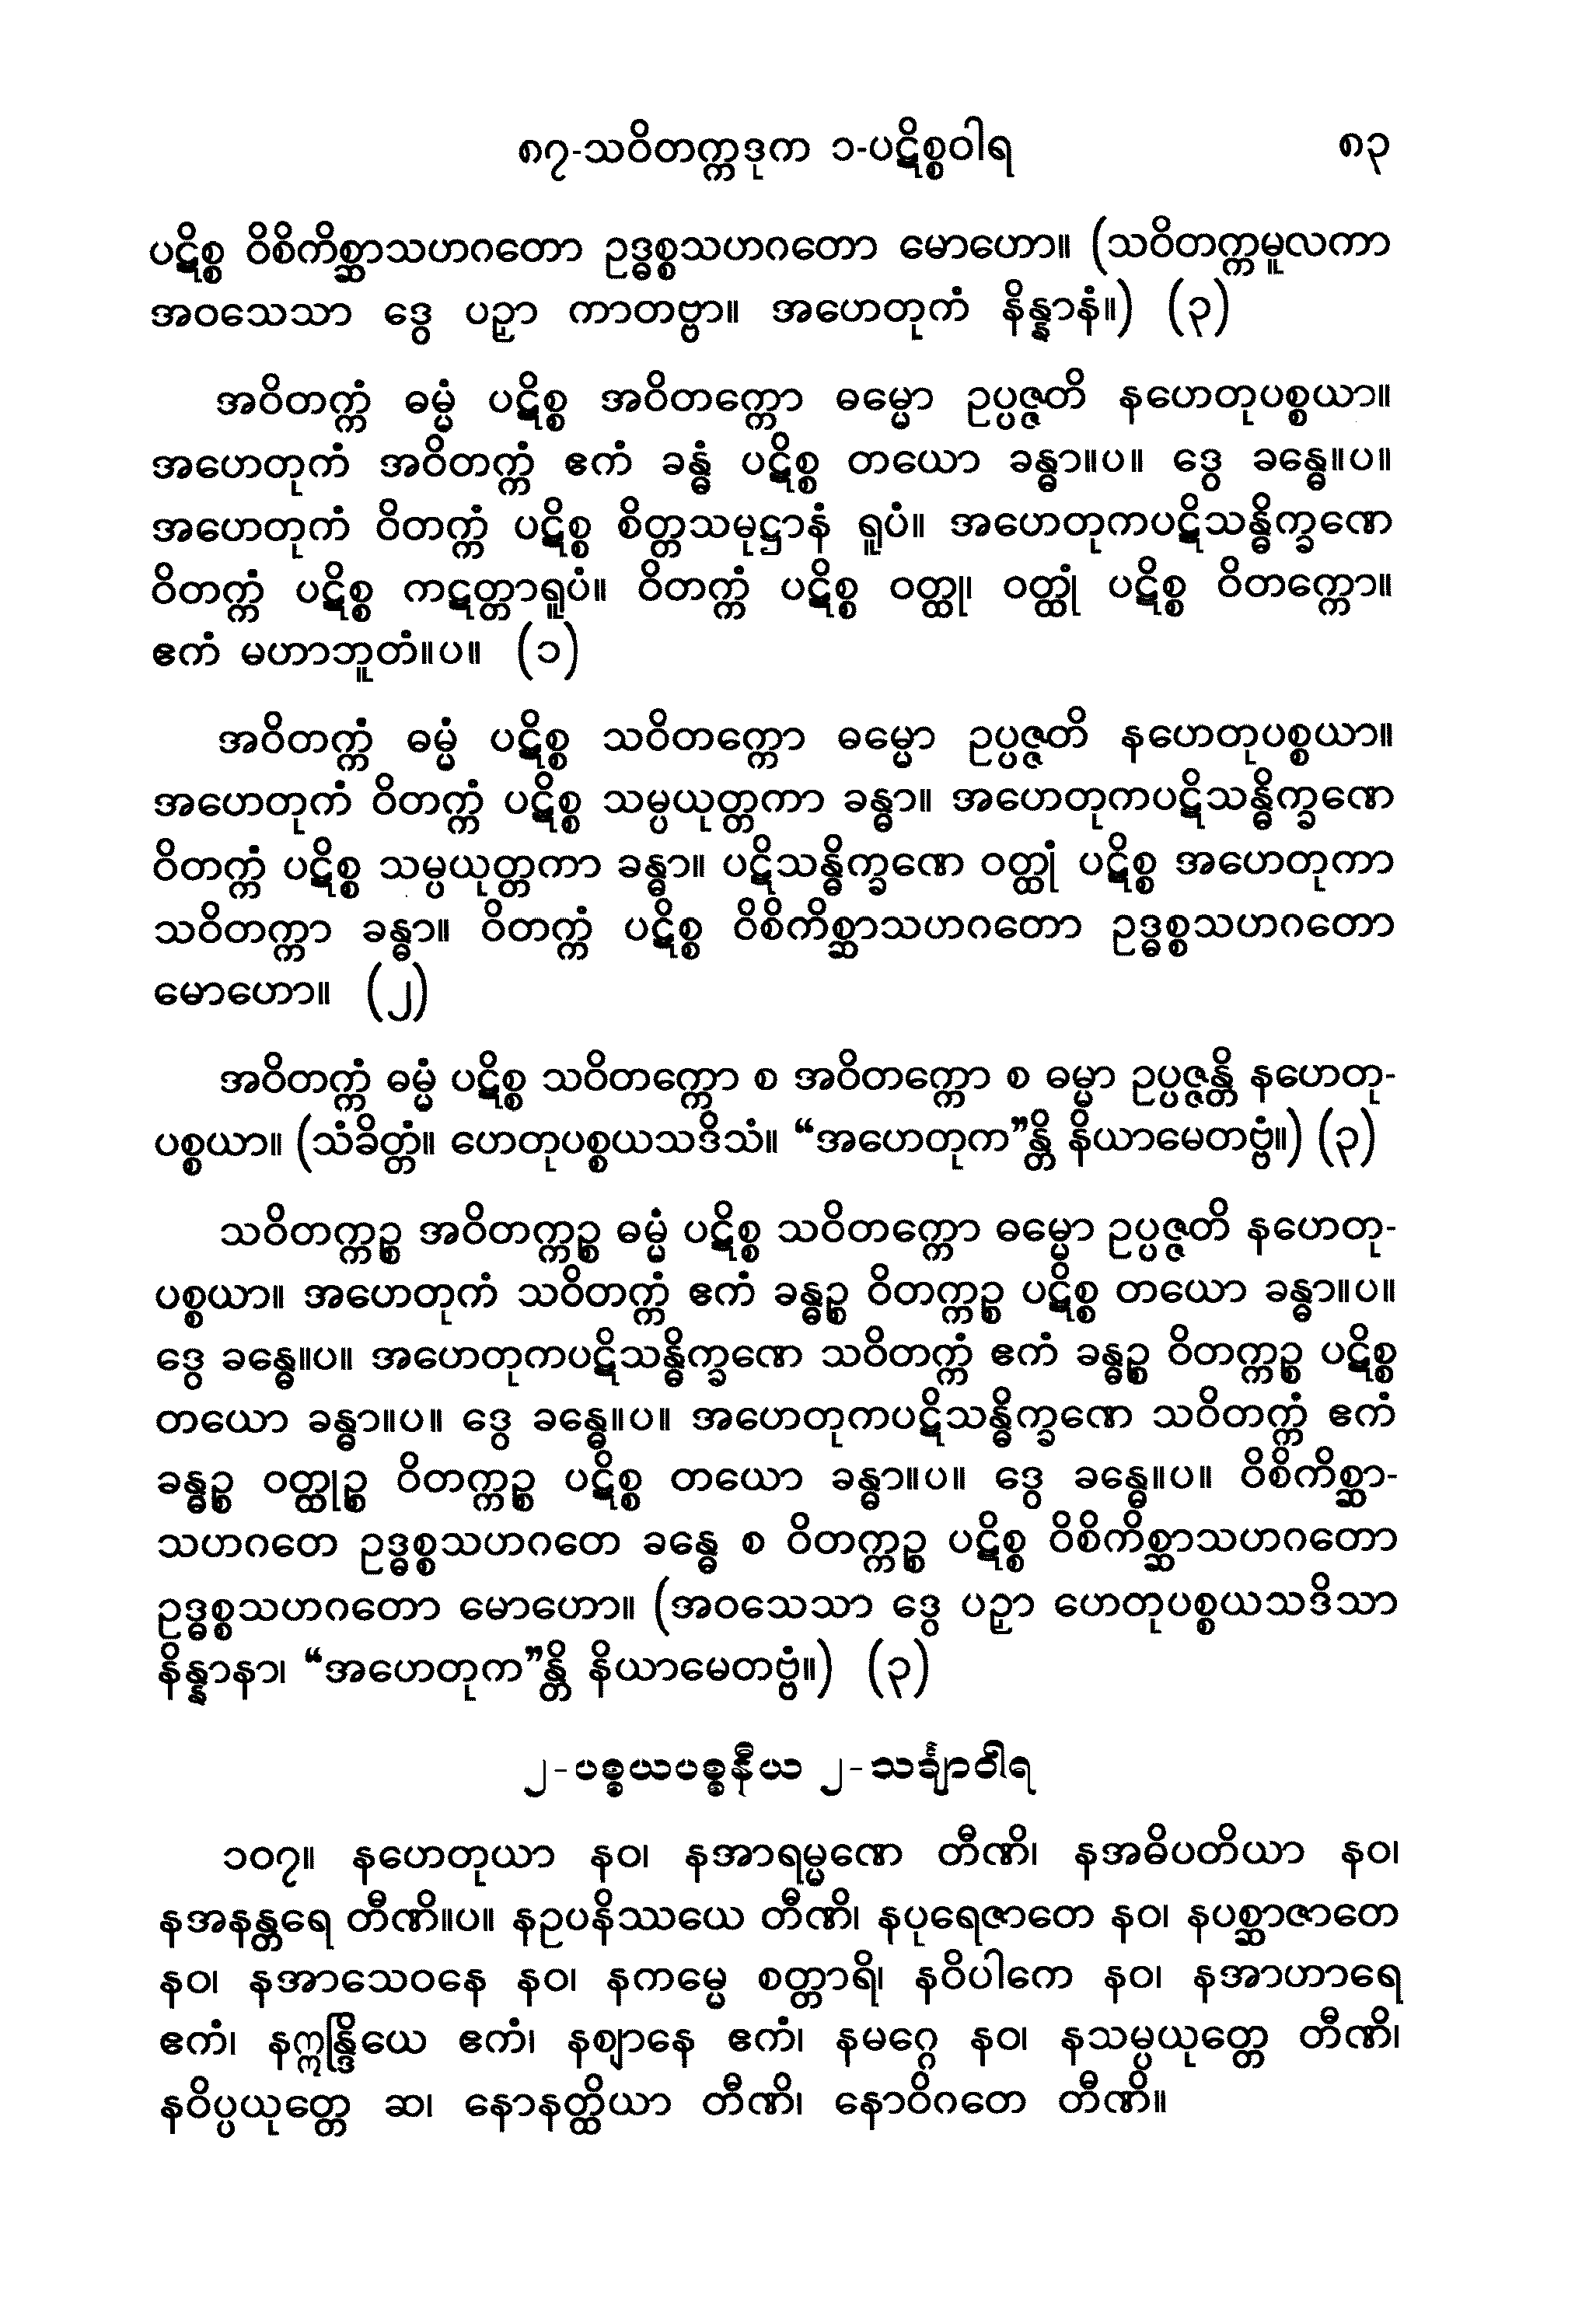 ၈၇-သဝိတက္ကဒုက ၁-ပဋိစ္စဝါရ ၈၃
ပဋိစ္စ ဝိစိကိစ္ဆာသဟဂတော ဥဒ္ဓစ္စသဟဂတော မောဟော။ (သဝိတက္ကမူလကာ
အဝသေသာ ဒွေ ပဉှာ ကာတဗ္ဗာ။ အဟေတုကံ နိန္နာနံ။) (၃)
အဝိတက္ကံ ဓမ္မံ ပဋိစ္စ အဝိတက္ကော ဓမ္မော ဥပ္ပဇ္ဇတိ နဟေတုပစ္စယာ။
အဟေတုကံ အဝိတက္ကံ ဧကံ ခန္ဓံ ပဋိစ္စ တယော ခန္ဓာ။ပ။ ဒွေ ခန္ဓေ။ပ။
အဟေတုကံ ဝိတက္ကံ ပဋိစ္စ စိတ္တသမုဋ္ဌာနံ ရူပံ။ အဟေတုကပဋိသန္ဓိက္ခဏေ
ဝိတက္ကံ ပဋိစ္စ ကဋတ္တာရူပံ။ ဝိတက္ကံ ပဋိစ္စ ဝတ္ထု၊ ဝတ္ထုံ ပဋိစ္စ ဝိတက္ကော။
ဧကံ မဟာဘူတံ။ပ။ (၁)
အဝိတက္ကံ ဓမ္မံ ပဋိစ္စ သဝိတက္ကော ဓမ္မော ဥပ္ပဇ္ဇတိ နဟေတုပစ္စယာ။
အဟေတုကံ ဝိတက္ကံ ပဋိစ္စ သမ္ပယုတ္တကာ ခန္ဓာ။ အဟေတုကပဋိသန္ဓိက္ခဏေ
ဝိတက္ကံ ပဋိစ္စ သမ္ပယုတ္တကာ ခန္ဓာ။ ပဋိသန္ဓိက္ခဏေ ဝတ္ထုံ ပဋိစ္စ အဟေတုကာ
သဝိတက္ကာ ခန္ဓာ။ ဝိတက္ကံ ပဋိစ္စ ဝိစိကိစ္ဆာသဟဂတော ဥဒ္ဓစ္စသဟဂတော
မောဟော။ (၂)
အဝိတက္ကံ ဓမ္မံ ပဋိစ္စ သဝိတက္ကော စ အဝိတက္ကော စ ဓမ္မာ ဥပ္ပဇ္ဇန္တိ နဟေတု-
ပစ္စယာ။ (သံခိတ္တံ။ ဟေတုပစ္စယသဒိသံ။ “အဟေတုက”န္တိ နိယာမေတဗ္ဗံ။) (၃)
သဝိတက္ကဉ္စ အဝိတက္ကဉ္စ ဓမ္မံ ပဋိစ္စ သဝိတက္ကော ဓမ္မော ဥပ္ပဇ္ဇတိ နဟေတု-
ပစ္စယာ။ အဟေတုကံ သဝိတက္ကံ ဧကံ ခန္ဓဉ္စ ဝိတက္ကဉ္စ ပဋိစ္စ တယော ခန္ဓာ။ပ။
ဒွေ ခန္ဓေ။ပ။ အဟေတုကပဋိသန္ဓိက္ခဏေ သဝိတက္ကံ ဧကံ ခန္ဓဉ္စ ဝိတက္ကဉ္စ ပဋိစ္စ
တယော ခန္ဓာ။ပ။ ဒွေ ခန္ဓေ။ပ။ အဟေတုကပဋိသန္ဓိက္ခဏေ သဝိတက္ကံ ဧကံ
ခန္ဓဉ္စ ဝတ္ထုဉ္စ ဝိတက္ကဉ္စ ပဋိစ္စ တယော ခန္ဓာ။ပ။ ဒွေ ခန္ဓေ။ပ။ ဝိစိကိစ္ဆာ-
သဟဂတေ ဥဒ္ဓစ္စသဟဂတေ ခန္ဓေ စ ဝိတက္ကဉ္စ ပဋိစ္စ ဝိစိကိစ္ဆာသဟဂတော
ဥဒ္ဓစ္စသဟဂတော မောဟော။ (အဝသေသာ ဒွေ ပဉှာ ဟေတုပစ္စယသဒိသာ
နိန္နာနာ၊ “အဟေတုက”န္တိ နိယာမေတဗ္ဗံ။) (၃)
၂-ပစ္စယပစ္စနီယ ၂-သင်္ချာဝါရ
၁၀၇။ နဟေတုယာ နဝ၊ နအာရမ္မဏေ တီဏိ၊ နအဓိပတိယာ နဝ၊
နအနန္တရေ တီဏိ။ပ။ နဥပနိဿယေ တီဏိ၊ နပုရေဇာတေ နဝ၊ နပစ္ဆာဇာတေ
နဝ၊ နအာသေဝနေ နဝ၊ နကမ္မေ စတ္တာရိ၊ နဝိပါကေ နဝ၊ နအာဟာရေ
ဧကံ၊ နဣန္ဒြိယေ ဧကံ၊ နဈာနေ ဧကံ၊ နမဂ္ဂေ နဝ၊ နသမ္ပယုတ္တေ တီဏိ၊
နဝိပ္ပယုတ္တေ ဆ၊ နောနတ္ထိယာ တီဏိ၊ နောဝိဂတေ တီဏိ။